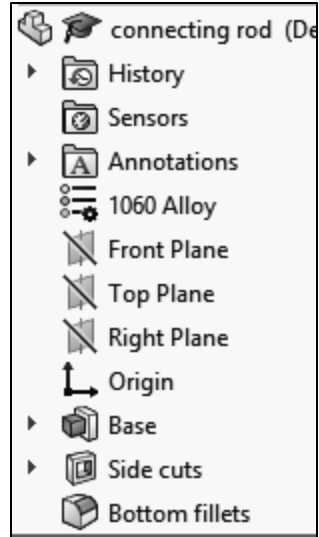 connecting rod (De
History
Sensors
A Annotations
1060 Alloy
Front Plane
Top Plane
Right Plane
Origin
Base
Side cuts
Bottom fillets